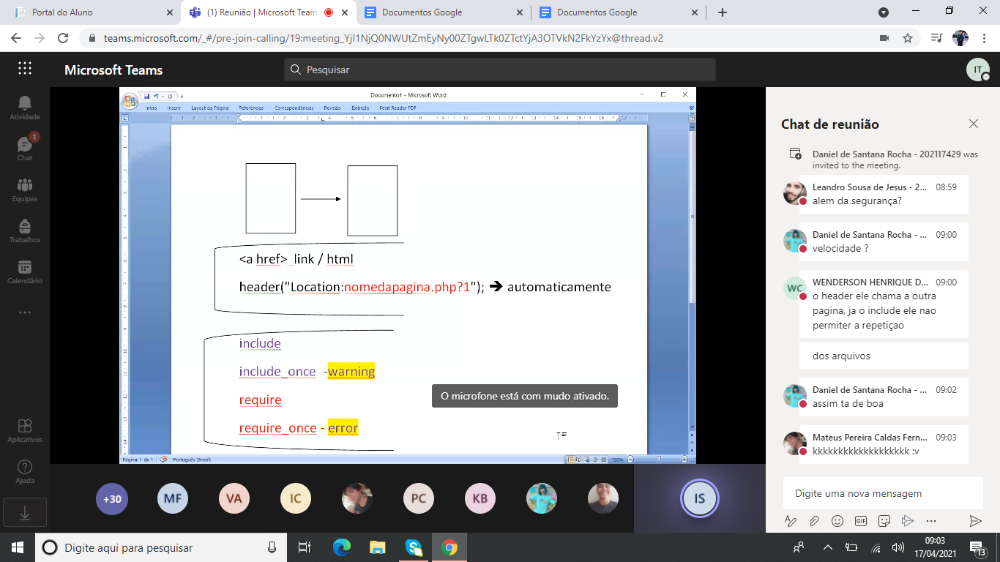 Portal do Aluno
(1) Reunião | Microsoft Team
Documentos Google
Documentos Google
teams.microsoft.com/_#/pre-join-calling/19:meeting_YjI1NjQ0NWUtZmEyNy00ZTgwLTk0ZTctYjA3OTVkN2FkYzYx@thread.v2
Microsoft Teams
Pesquisar
IT
Atividade
1
Chat
Equipes
Trabalhos
Calendário
Aplicativos
Ajuda
Documento1 - Microsoft Word
Início Inserir Layout da Página Referências Correspondências Revisão Exibição Foxit Reader PDF
<a href> link / html
header("Location:nomedapagina.php?1"); 🡺 automaticamente
include
include_once -warning
require
require_once - error
O microfone está com mudo ativado.
Página: 1 de 1 Português (Brasil) 130%
+30 MF VA IC PC KB IS
Chat de reunião
Daniel de Santana Rocha - 202117429 was
invited to the meeting.
Leandro Sousa de Jesus - 2... 08:59
alem da segurança?
Daniel de Santana Rocha - ... 09:00
velocidade ?
WC
WENDERSON HENRIQUE D... 09:00
o header ele chama a outra
pagina, ja o include ele nao
permiter a repetiçao
dos arquivos
Daniel de Santana Rocha - ... 09:02
assim ta de boa
Mateus Pereira Caldas Fern... 09:03
kkkkkkkkkkkkkkkkkkk :v
Digite uma nova mensagem
GIF
Digite aqui para pesquisar
09:03
17/04/2021
13